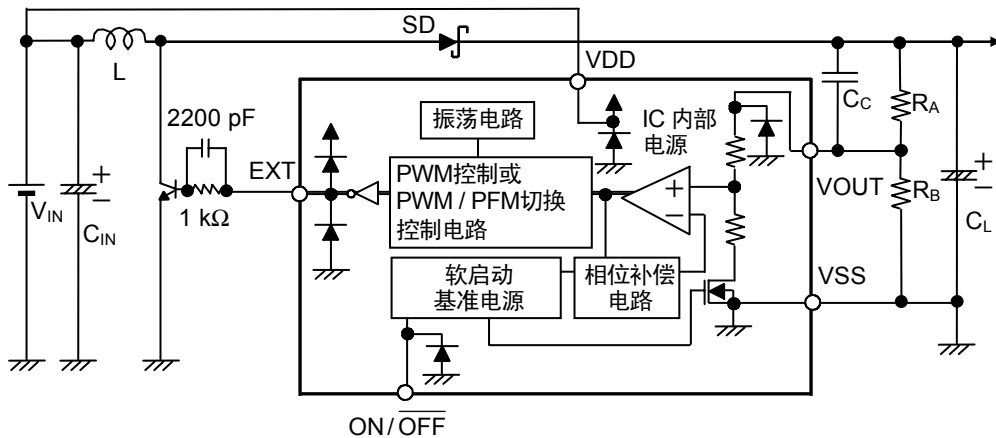 SD
VDD
L
C_C
R_A
2200 pF
振荡电路
IC 内部
电源
EXT
PWM控制或
PWM / PFM切换
控制电路
+
−
VOUT
R_B
+
−
V_IN
1 kΩ
+
−
C_IN
C_L
软启动
基准电源
相位补偿
电路
VSS
ON / OFF